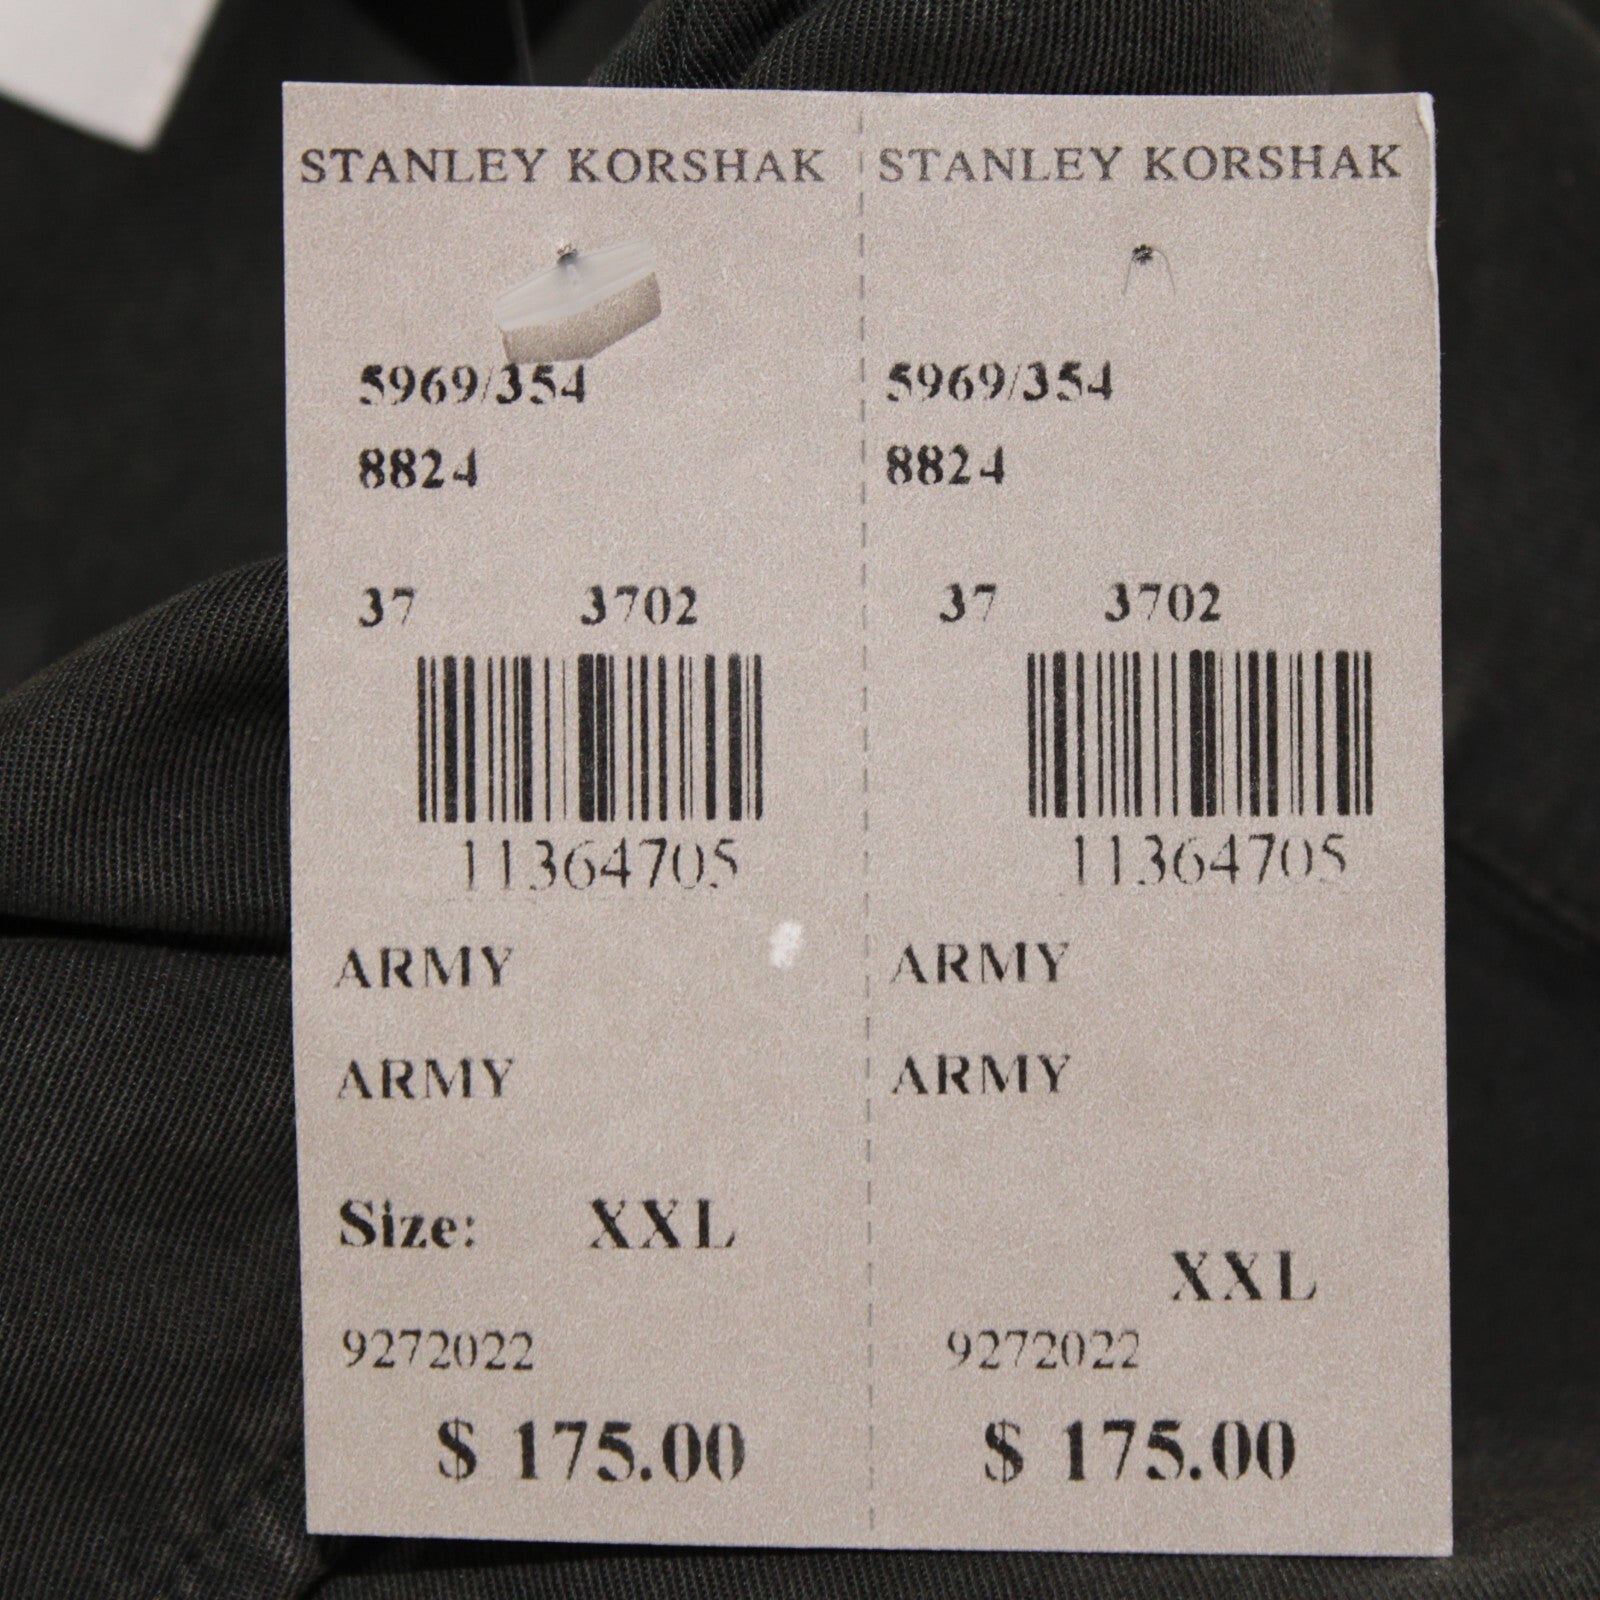 STANLEY KORSHAK
5969/354
8824
37 3702
11364705
ARMY
ARMY
Size: XXL
9272022
$ 175.00
STANLEY KORSHAK
5969/354
8824
37 3702
11364705
ARMY
ARMY
XXL
9272022
$ 175.00